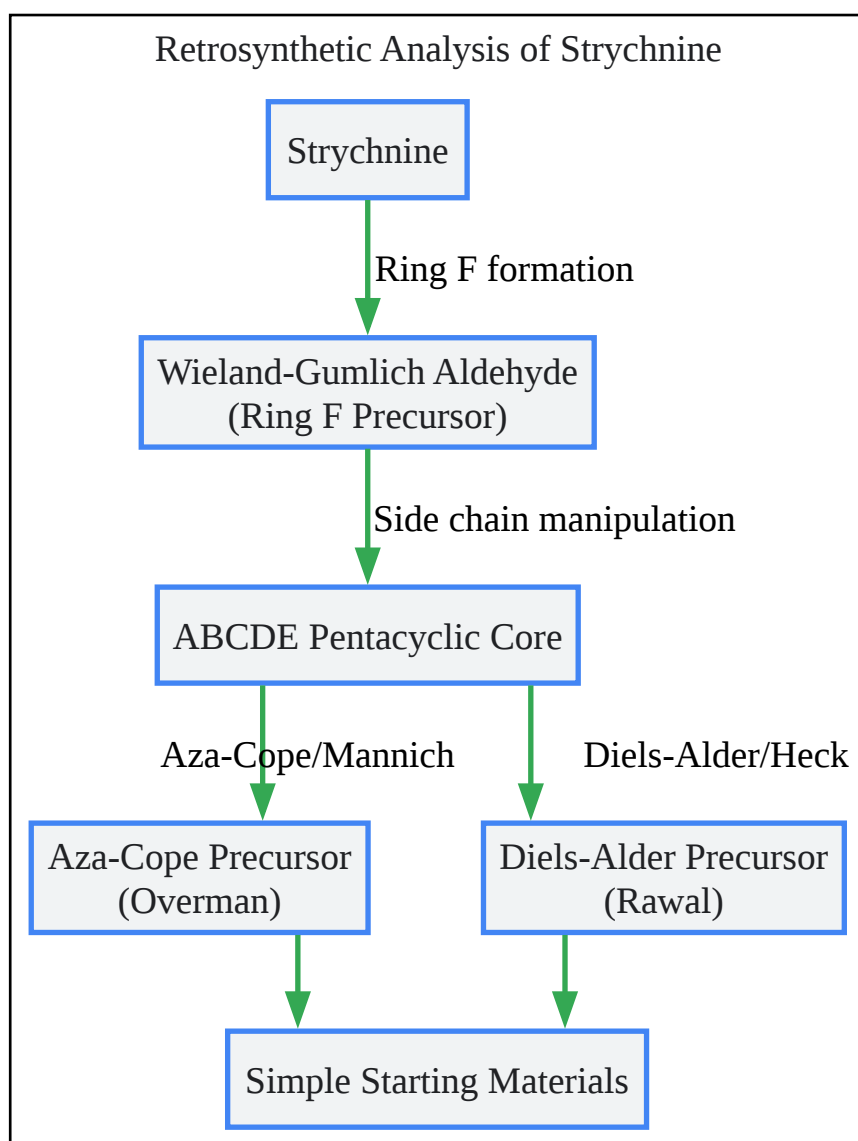 Retrosynthetic Analysis of Strychnine
Strychnine
Ring F formation
Wieland-Gumlich Aldehyde
(Ring F Precursor)
Side chain manipulation
ABCDE Pentacyclic Core
Aza-Cope/Mannich
Diels-Alder/Heck
Aza-Cope Precursor
(Overman)
Diels-Alder Precursor
(Rawal)
Simple Starting Materials